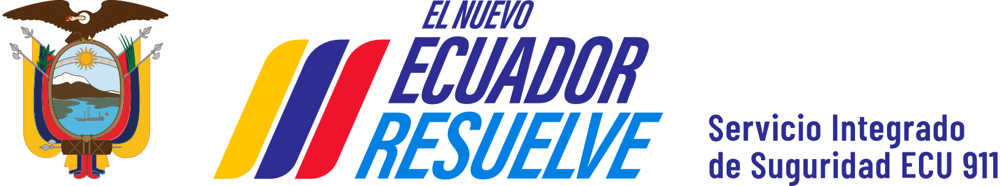 EL NUEVO
ECUADOR
RESUELVE
Servicio Integrado
de Suguridad ECU 911